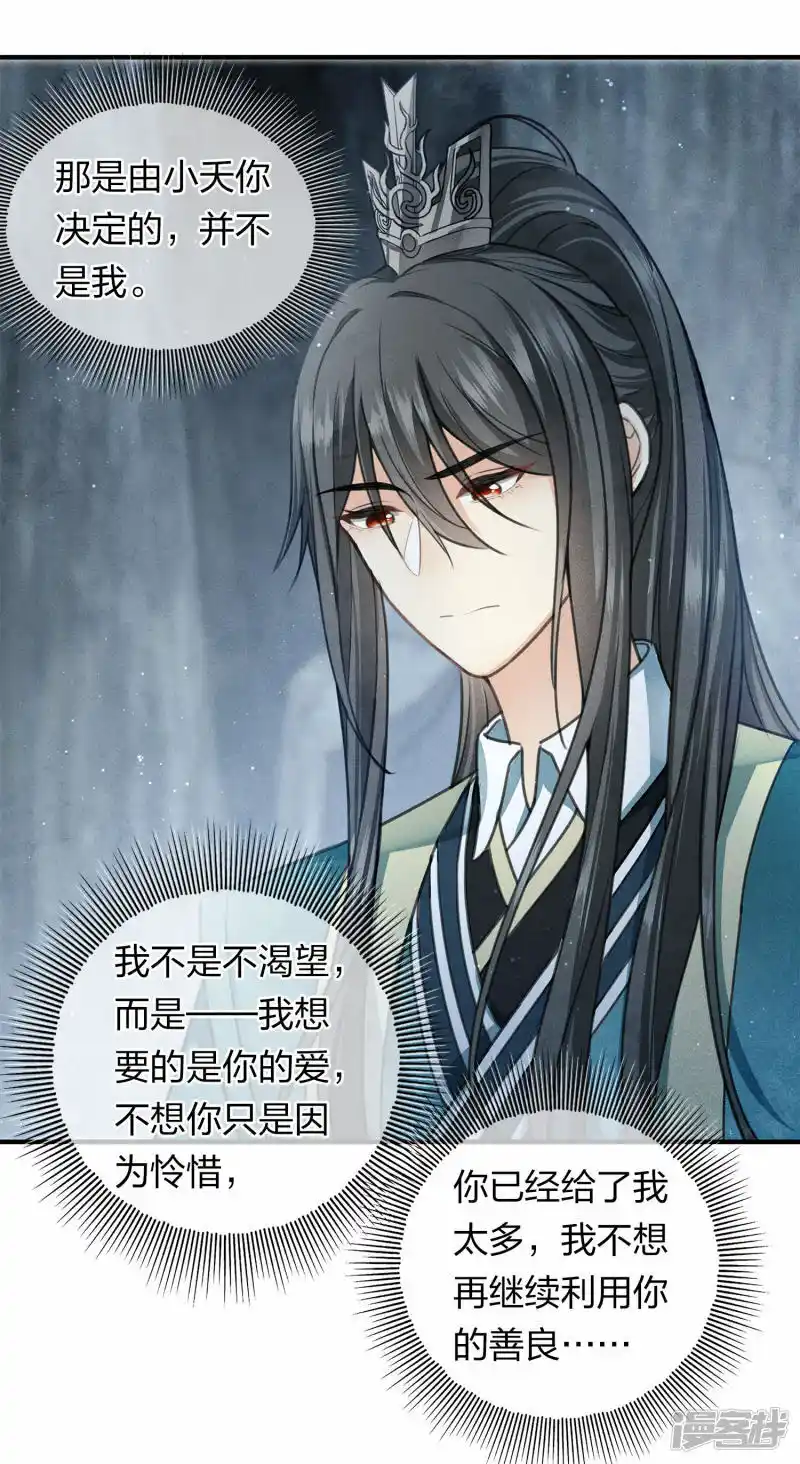 那是由小夭你
决定的，并不
是我。
我不是不渴望，
而是——我想
要的是你的爱，
不想你只是因
为怜惜，
你已经给了我
太多，我不想
再继续利用你
的善良……
漫客栈